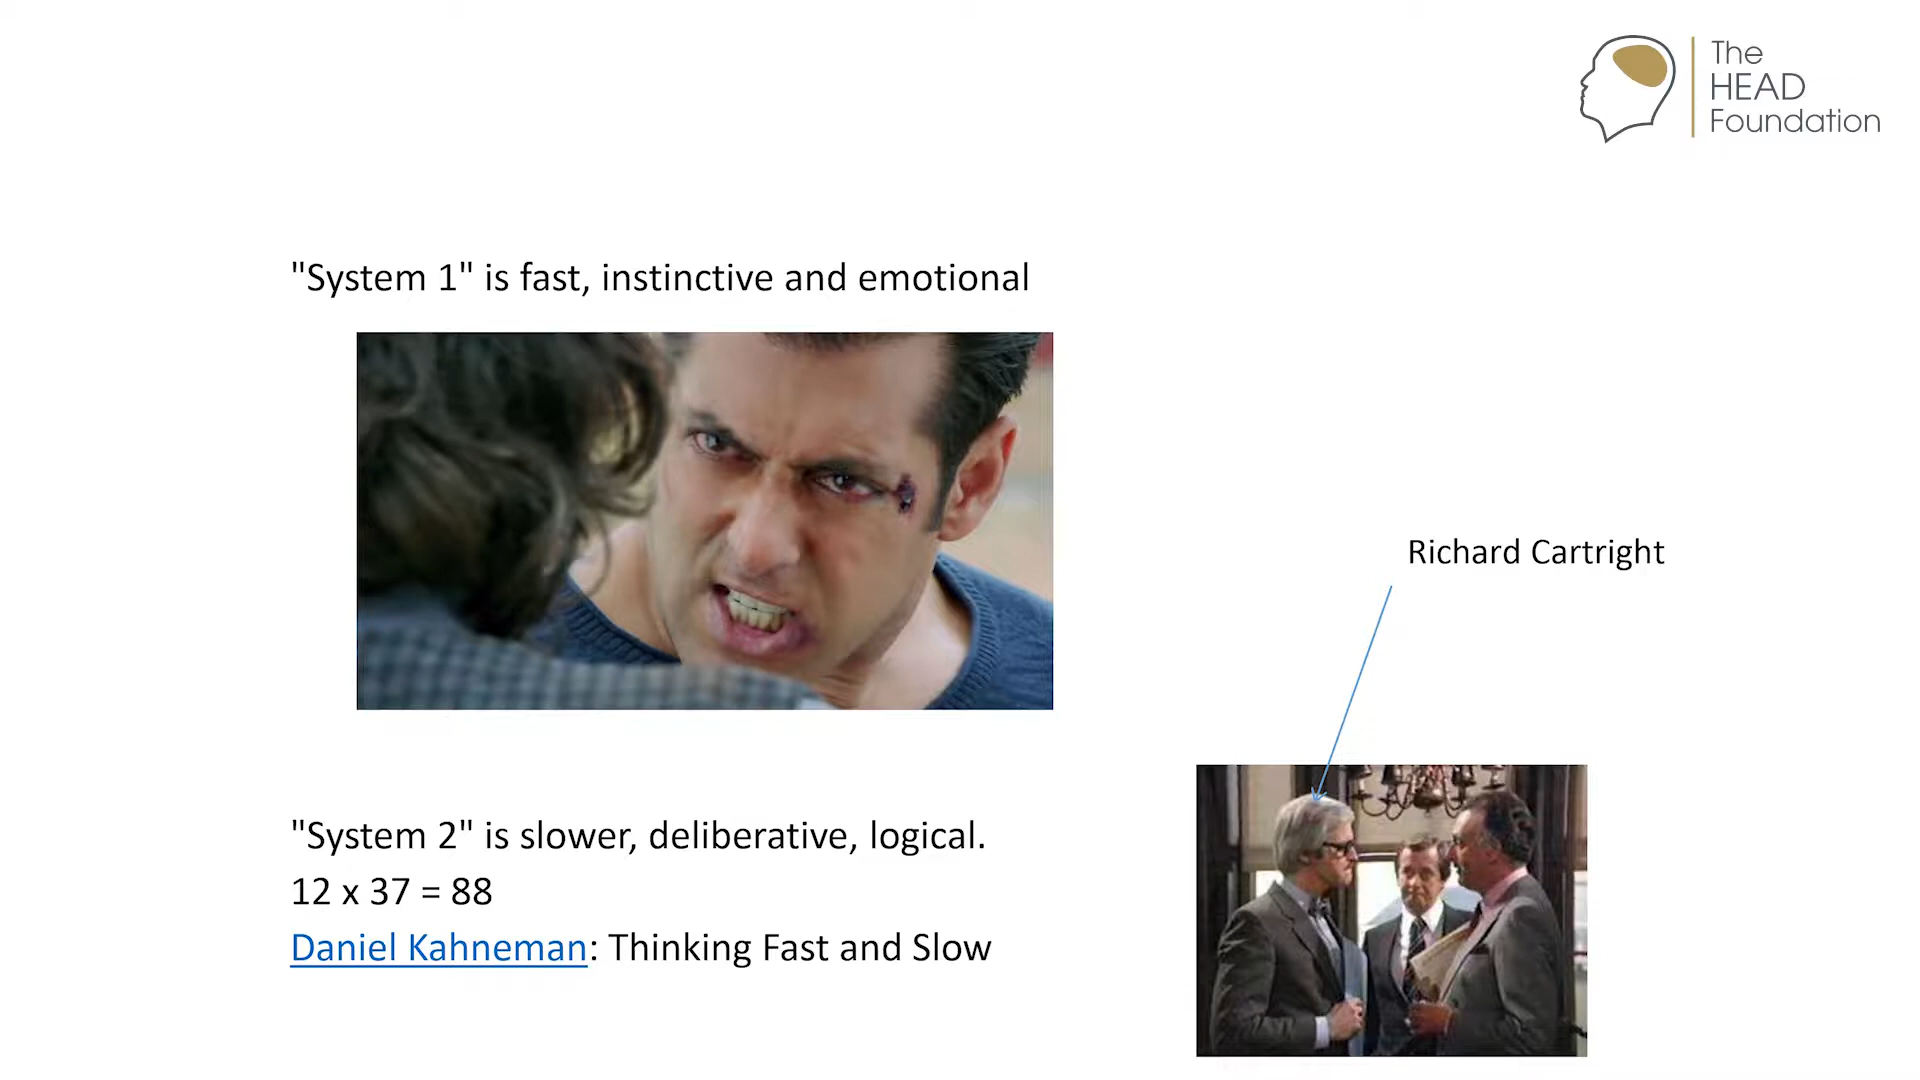 The
HEAD
Foundation
"System 1" is fast, instinctive and emotional
Richard Cartright
"System 2" is slower, deliberative, logical.
12 x 37 = 88
Daniel Kahneman: Thinking Fast and Slow